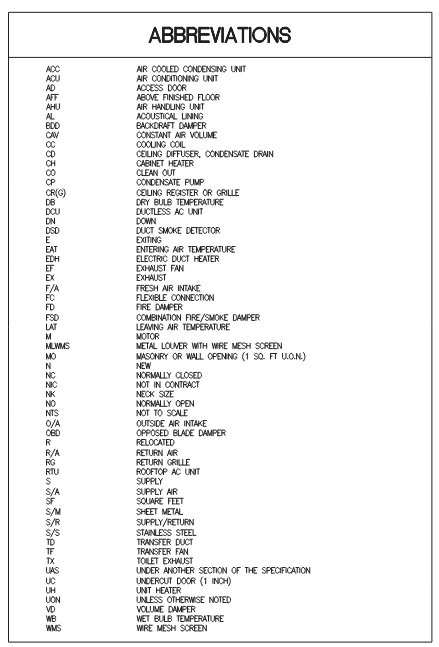 ABBREVIATIONS
ACC AIR COOLED CONDENSING UNIT
ACU AIR CONDITIONING UNIT
AD ACCESS DOOR
AFF ABOVE FINISHED FLOOR
AHU AIR HANDLING UNIT
AL ACOUSTICAL LINING
BDD BACKDRAFT DAMPER
CAV CONSTANT AIR VOLUME
CC COOLING COIL
CD CEILING DIFFUSER, CONDENSATE DRAIN
CH CABINET HEATER
CO CLEAN OUT
CP CONDENSATE PUMP
CR(G) CEILING REGISTER OR GRILLE
DB DRY BULB TEMPERATURE
DCU DUCTLESS AC UNIT
DN DOWN
DSD DUCT SMOKE DETECTOR
E EXITING
EAT ENTERING AIR TEMPERATURE
EDH ELECTRIC DUCT HEATER
EF EXHAUST FAN
EX EXHAUST
F/A FRESH AIR INTAKE
FC FLEXIBLE CONNECTION
FD FIRE DAMPER
FSD COMBINATION FIRE/SMOKE DAMPER
LAT LEAVING AIR TEMPERATURE
M MOTOR
MLWMS METAL LOUVER WITH WIRE MESH SCREEN
MO MASONRY OR WALL OPENING (1 SQ. FT U.O.N.)
N NEW
NC NORMALLY CLOSED
NIC NOT IN CONTRACT
NK NECK SIZE
NO NORMALLY OPEN
NTS NOT TO SCALE
O/A OUTSIDE AIR INTAKE
OBD OPPOSED BLADE DAMPER
R RELOCATED
R/A RETURN AIR
RG RETURN GRILLE
RTU ROOFTOP AC UNIT
S SUPPLY
S/A SUPPLY AIR
SF SQUARE FEET
S/M SHEET METAL
S/R SUPPLY/RETURN
S/S STAINLESS STEEL
TD TRANSFER DUCT
TF TRANSFER FAN
TX TOILET EXHAUST
UAS UNDER ANOTHER SECTION OF THE SPECIFICATION
UC UNDERCUT DOOR (1 INCH)
UH UNIT HEATER
UON UNLESS OTHERWISE NOTED
VD VOLUME DAMPER
WB WET BULB TEMPERATURE
WMS WIRE MESH SCREEN